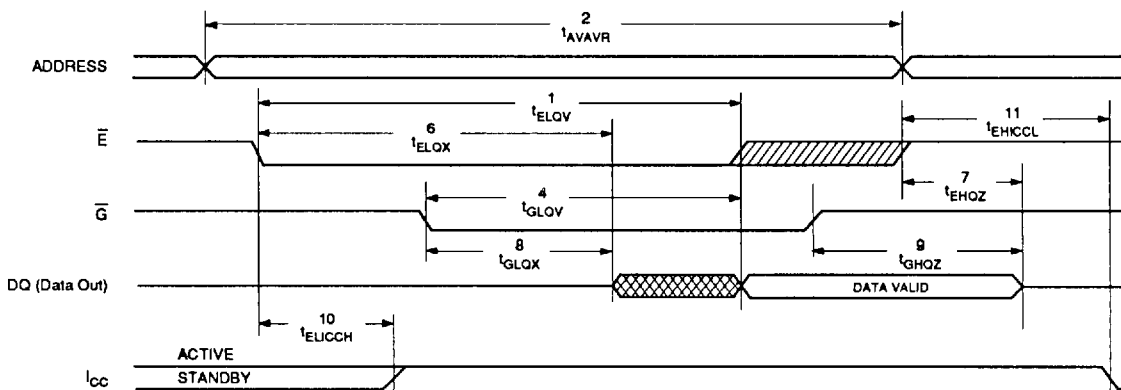 2
tAVAVR
ADDRESS
1
tELQV
11
tEHICCL
6
tELQX
E
7
tEHQZ
4
tGLQV
G
8
tGLQX
9
tGHQZ
DQ (Data Out)
DATA VALID
10
tELICCH
ACTIVE
ICC
STANDBY